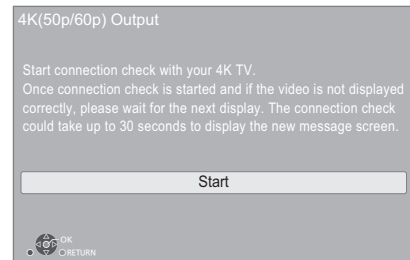 4K(50p/60p) Output
Start connection check with your 4K TV.
Once connection check is started and if the video is not displayed
correctly, please wait for the next display. The connection check
could take up to 30 seconds to display the new message screen.
Start
OK
RETURN